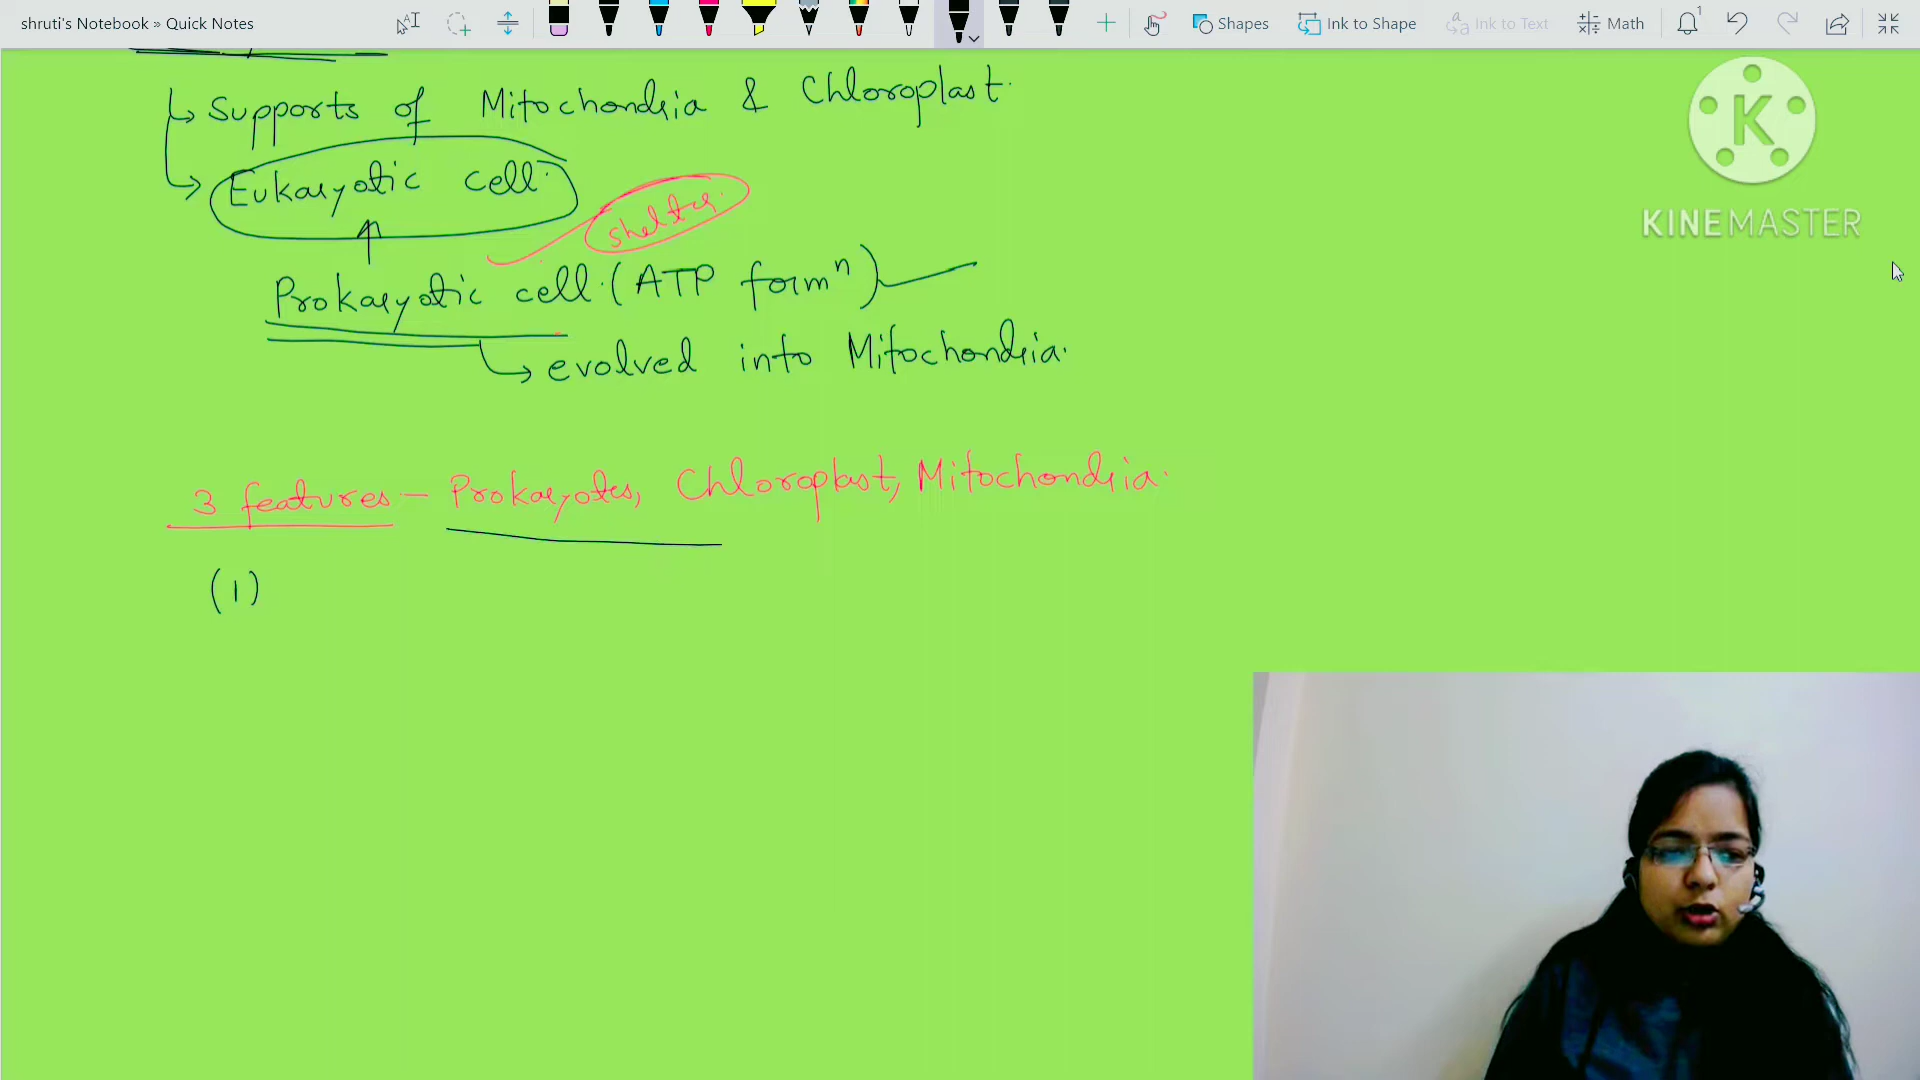 shruti's Notebook » Quick Notes
Shapes
Ink to Shape
Ink to Text
Math
1
K
KINEMASTER
Supports of Mitochondria & Chloroplast.
Eukaryotic cell.
shelter.
Prokaryotic cell. (ATP formⁿ)
evolved into Mitochondria.
3 features - Prokaryotes, Chloroplast, Mitochondria.
(1)